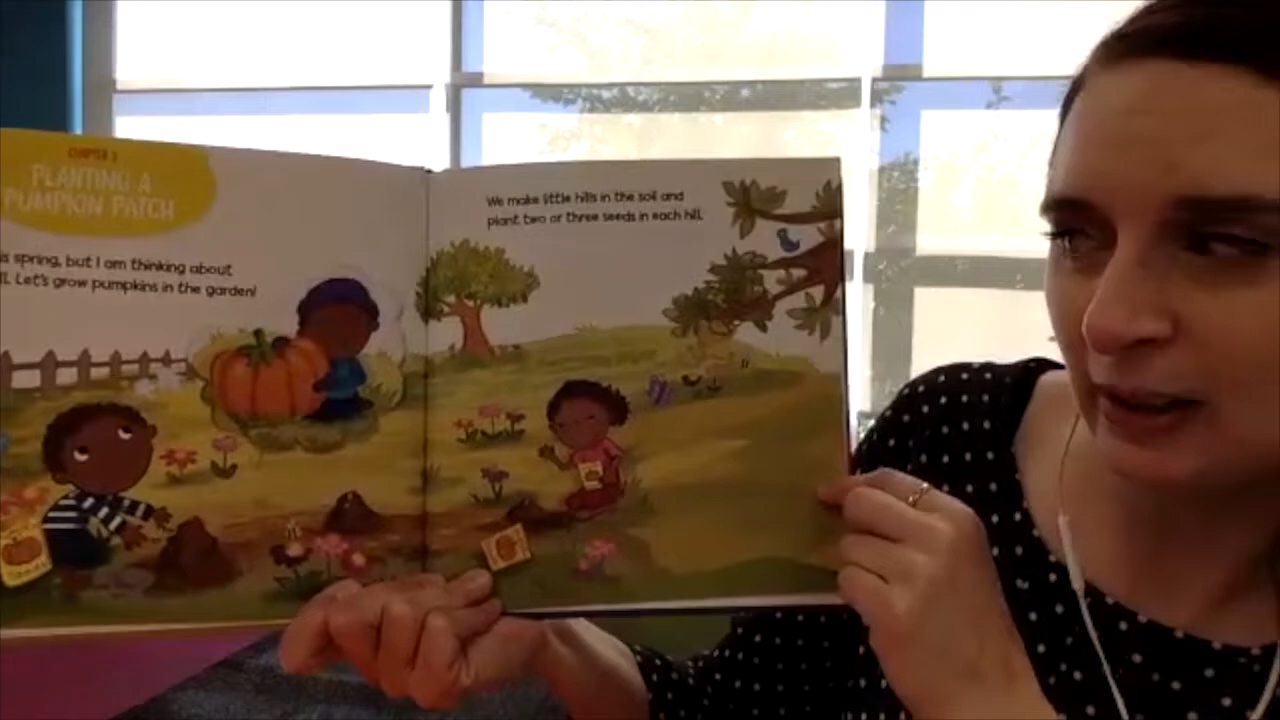 CHAPTER
PLANTING A
PUMPKIN PATCH
is spring, but I am thinking about
Let's grow pumpkins in the garden!
We make little hills in the soil and
plant two or three seeds in each hill.